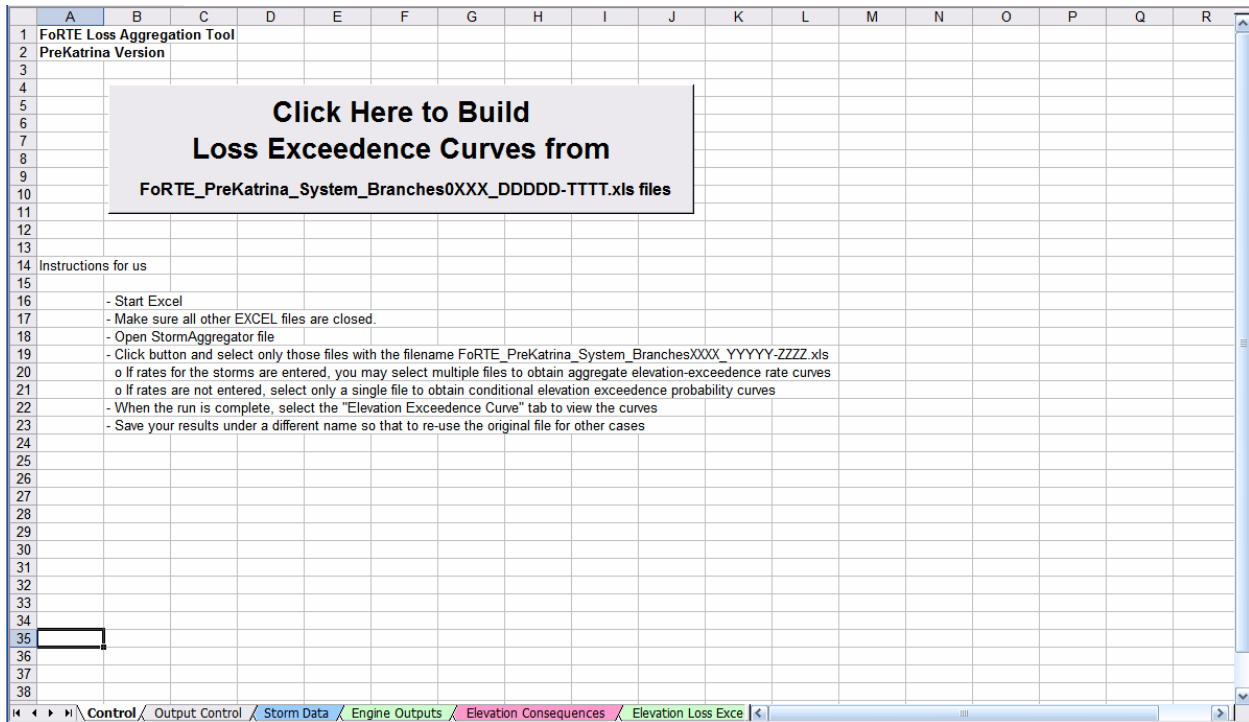 A B C D E F G H I J K L M N O P Q R
1 FoRTE Loss Aggregation Tool
2 PreKatrina Version
3
4
5
6
7
8
9
10
11
Click Here to Build
Loss Exceedence Curves from
FoRTE_PreKatrina_System_Branches0XXX_DDDDD-TTTT.xls files
12
13
14 Instructions for us
15
16 - Start Excel
17 - Make sure all other EXCEL files are closed.
18 - Open StormAggregator file
19 - Click button and select only those files with the filename FoRTE_PreKatrina_System_BranchesXXXX_YYYYY-ZZZZ.xls
20 o If rates for the storms are entered, you may select multiple files to obtain aggregate elevation-exceedence rate curves
21 o If rates are not entered, select only a single file to obtain conditional elevation exceedence probability curves
22 - When the run is complete, select the "Elevation Exceedence Curve" tab to view the curves
23 - Save your results under a different name so that to re-use the original file for other cases
24
25
26
27
28
29
30
31
32
33
34
35
36
37
38
Control Output Control Storm Data Engine Outputs Elevation Consequences Elevation Loss Exce